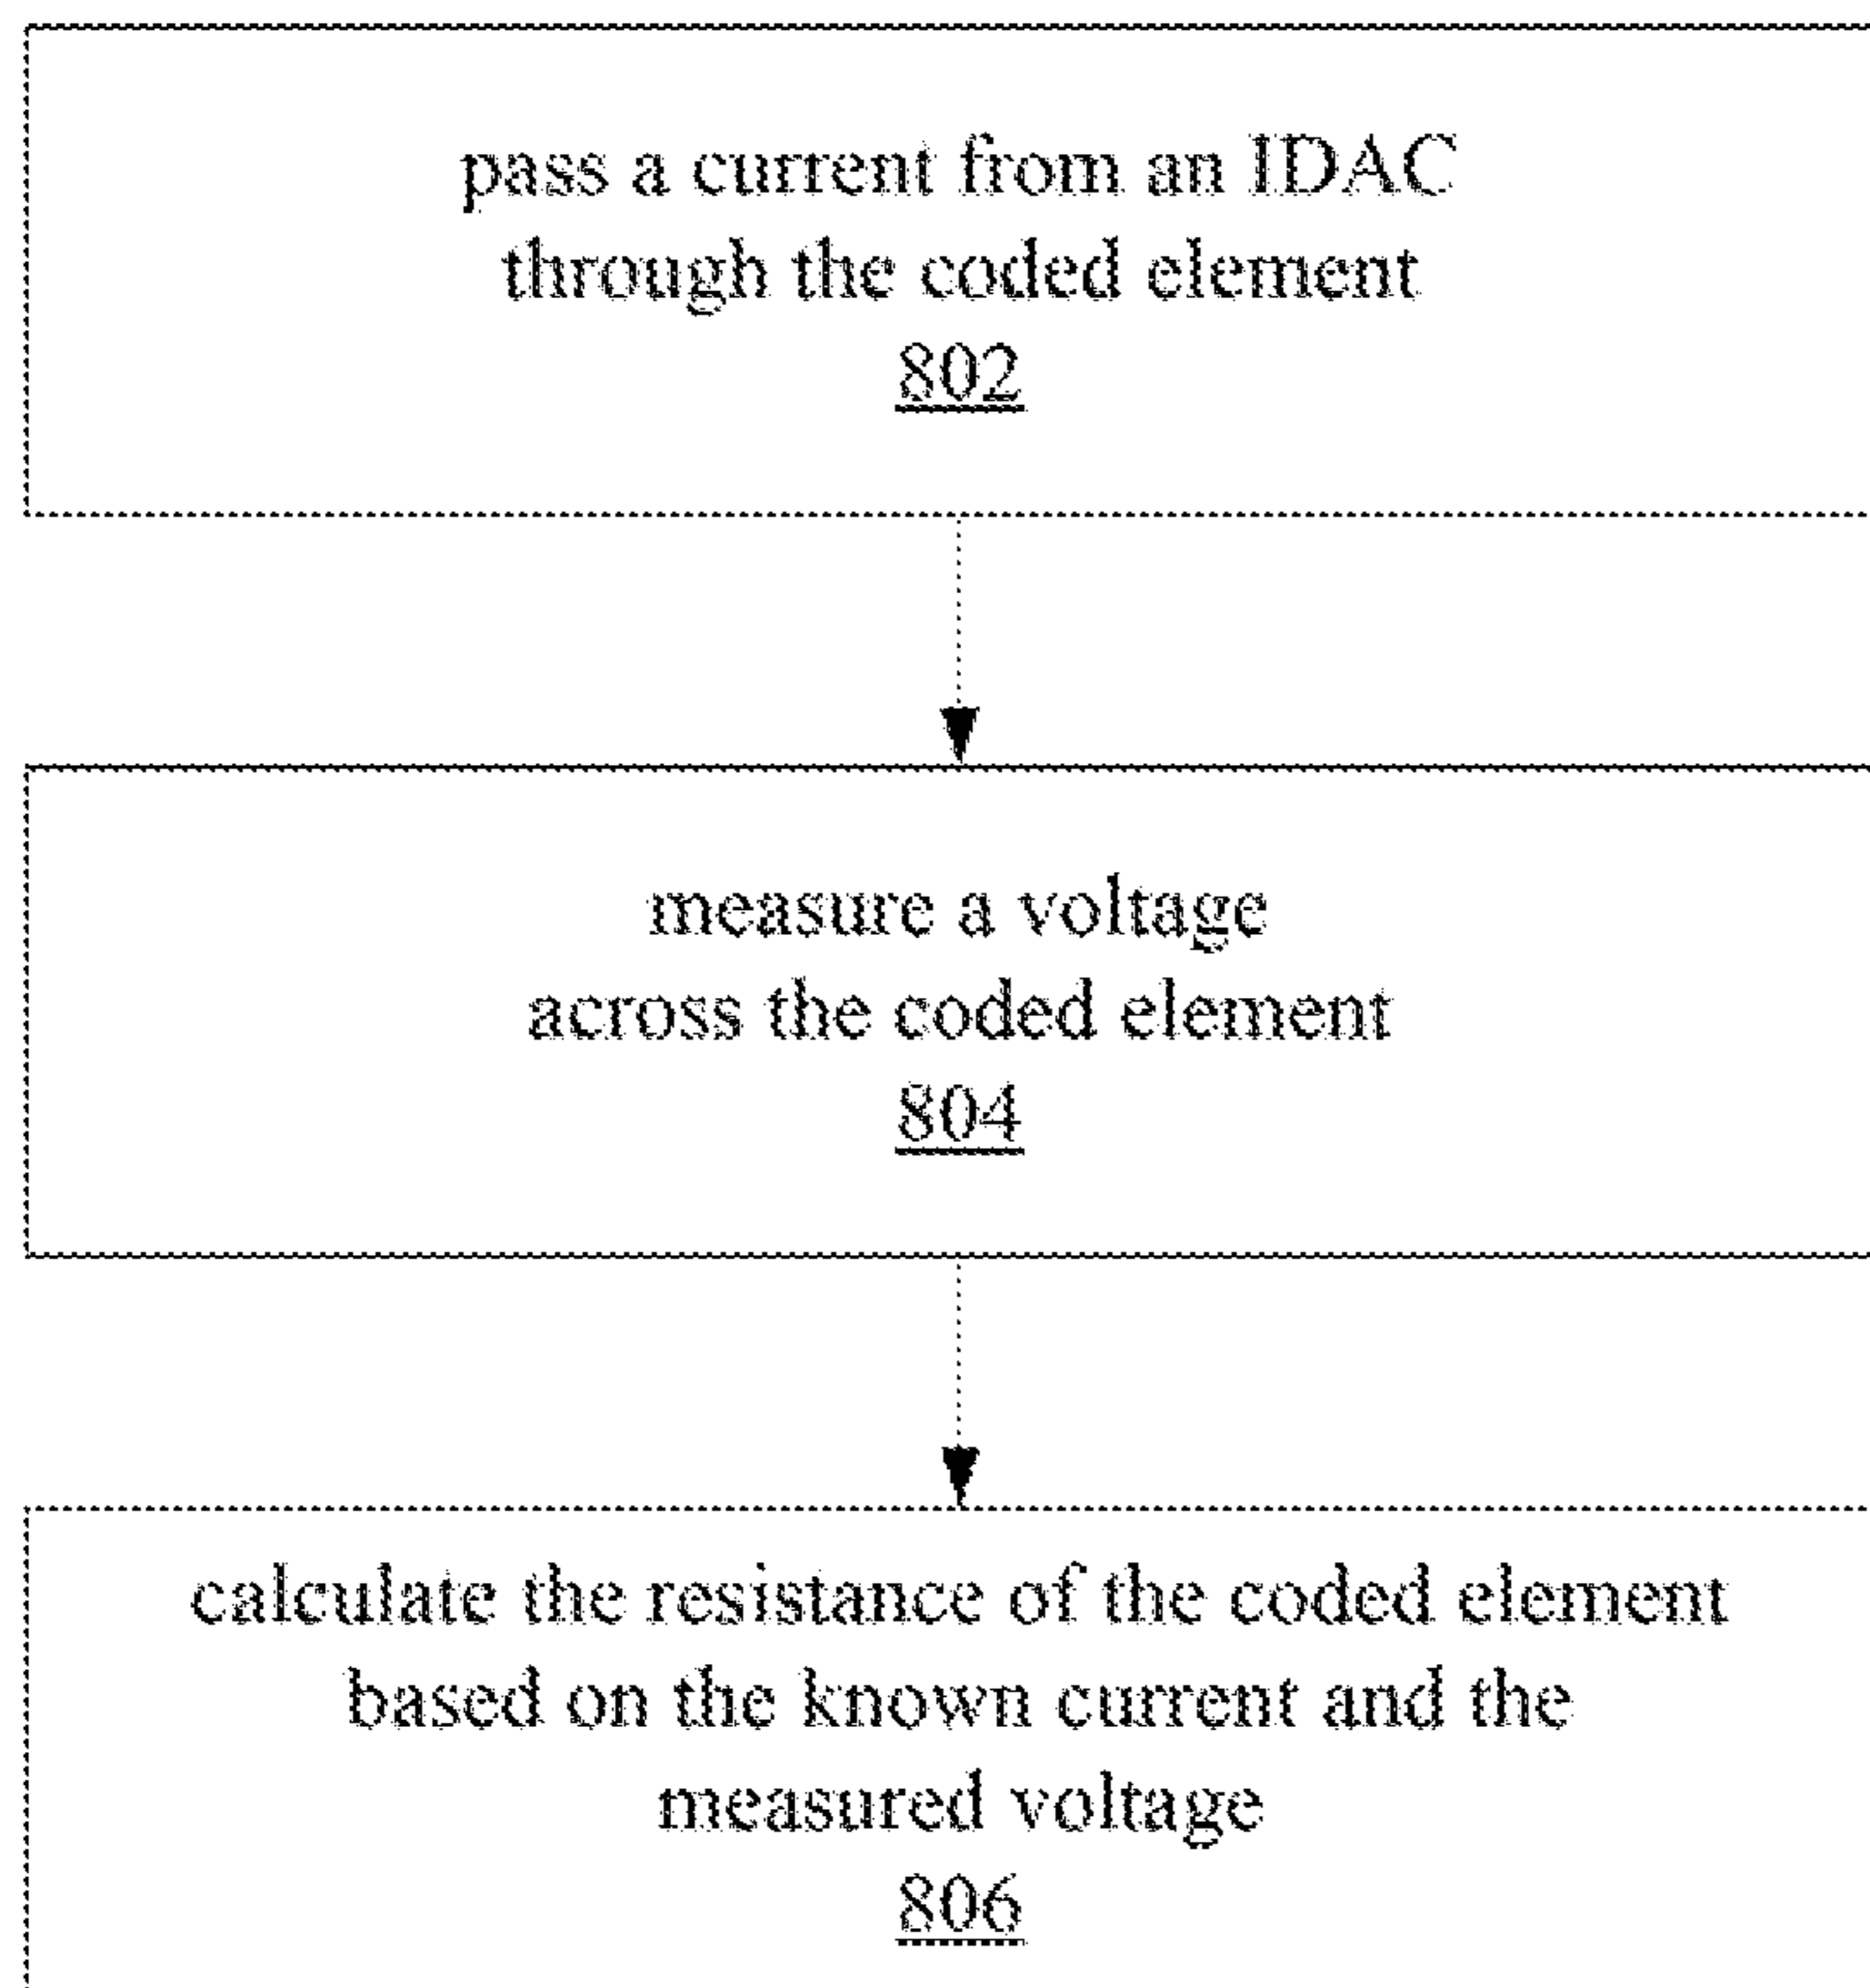 pass a current from an IDAC
through the coded element
802
measure a voltage
across the coded element
804
calculate the resistance of the coded element
based on the known current and the
measured voltage
806